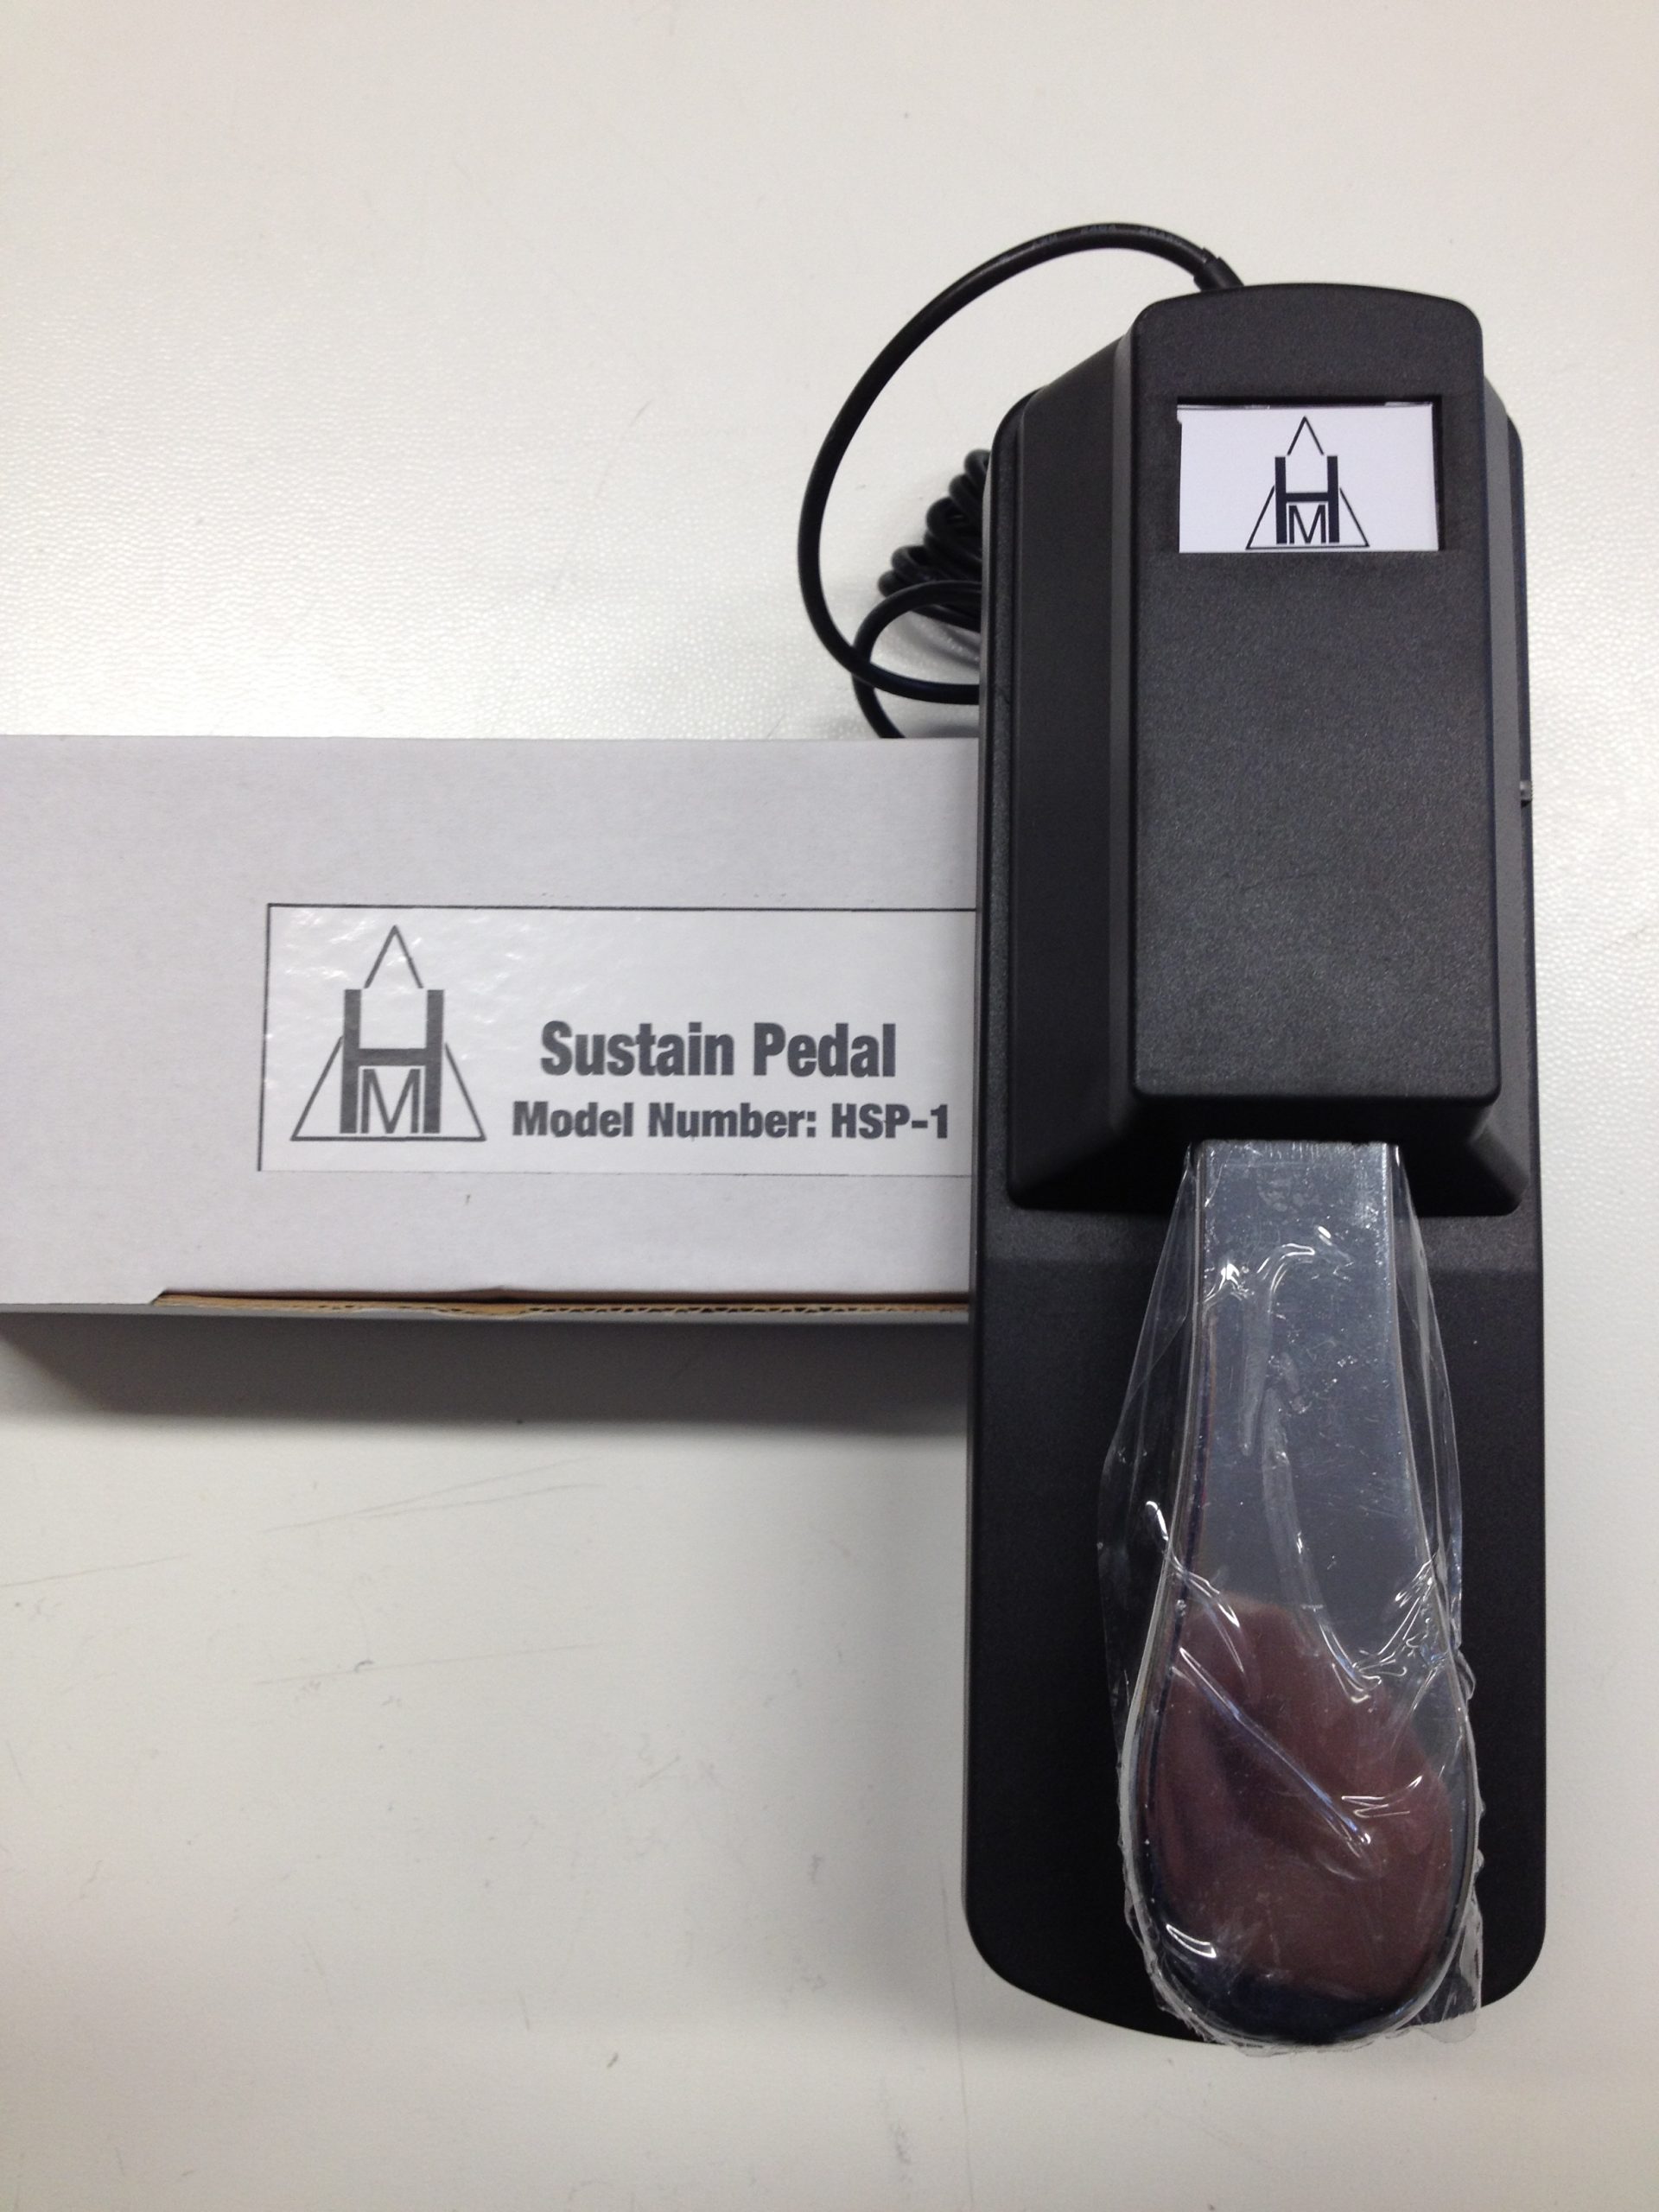 HM
HM
Sustain Pedal
Model Number: HSP-1